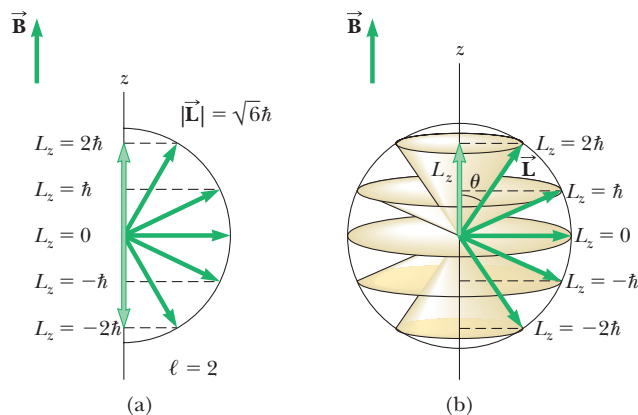 B⃗
z
|L⃗| = √6ħ
L_z = 2ħ
L_z = ħ
L_z = 0
L_z = −ħ
L_z = −2ħ
ℓ = 2
(a)
B⃗
z
L_z = 2ħ
L_z
θ
L⃗
L_z = ħ
L_z = 0
L_z = −ħ
L_z = −2ħ
(b)